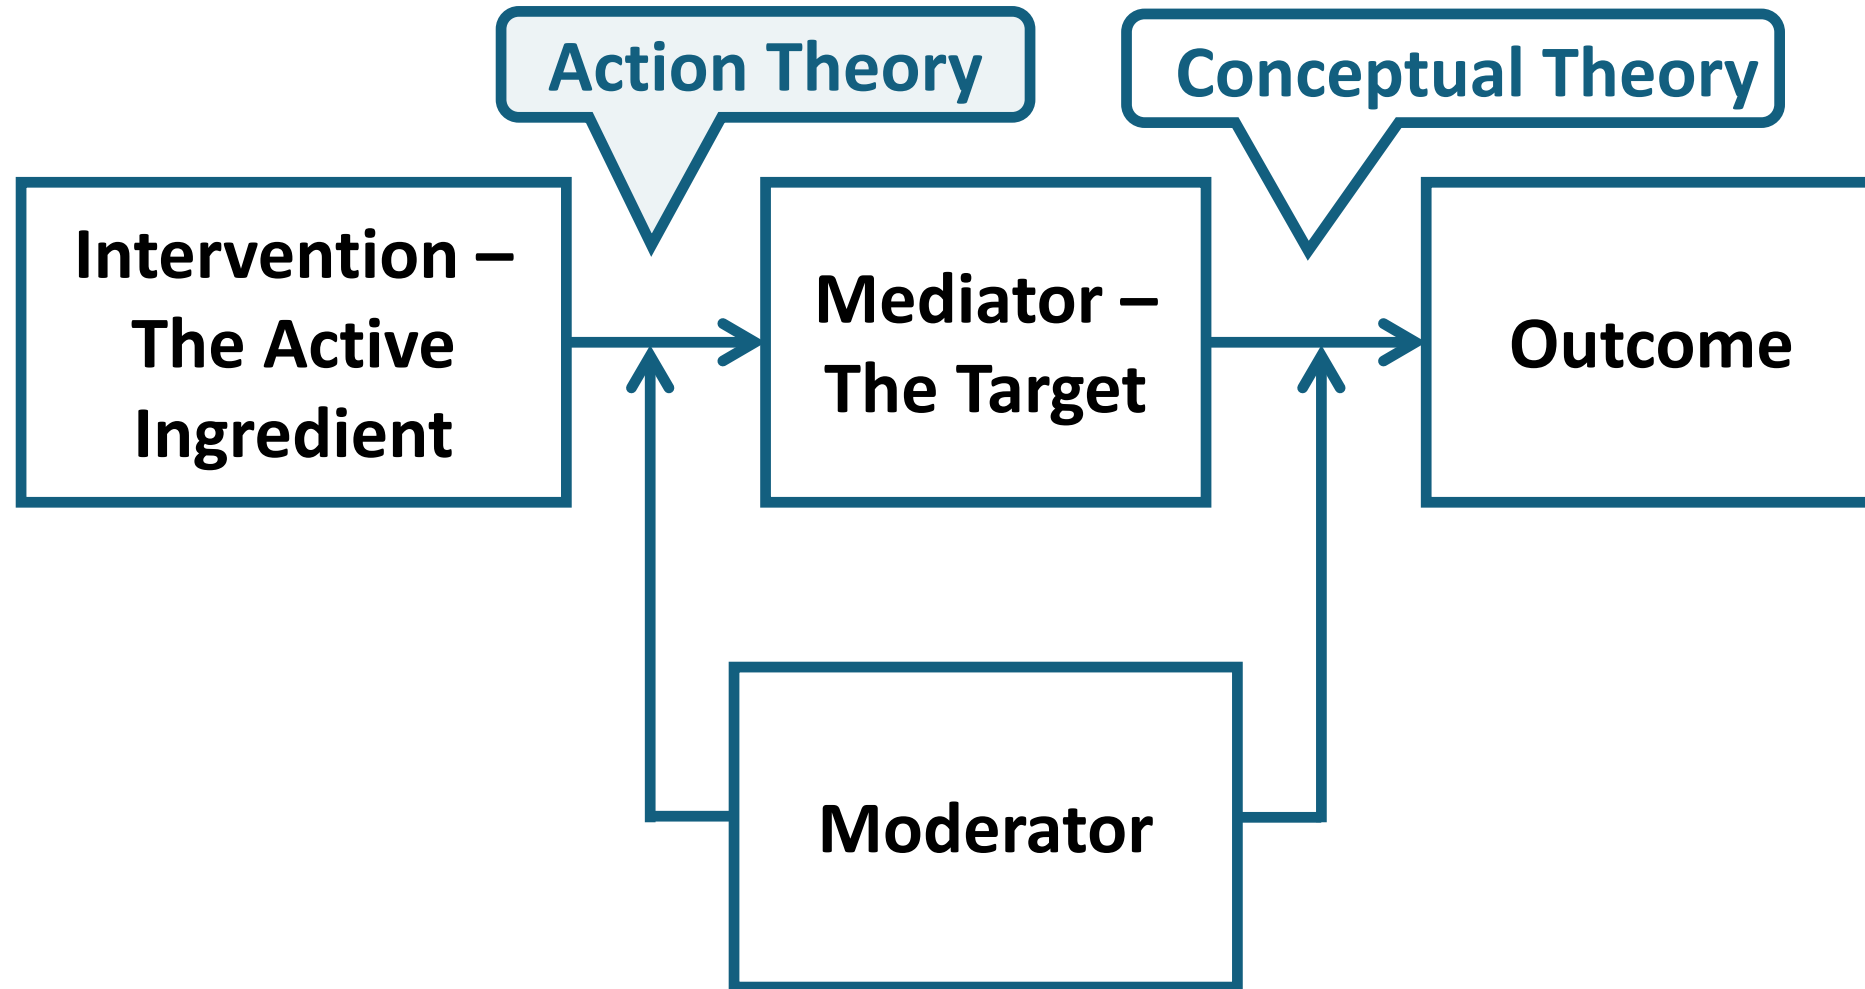 Action Theory
Conceptual Theory
Intervention –
The Active
Ingredient
Mediator –
The Target
Outcome
Moderator